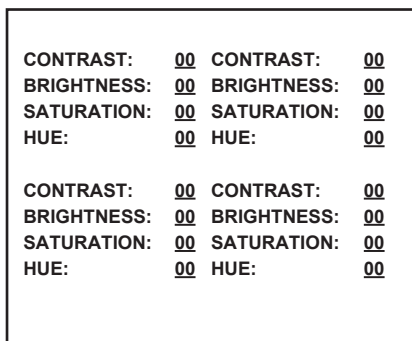 CONTRAST: 00 CONTRAST: 00
BRIGHTNESS: 00 BRIGHTNESS: 00
SATURATION: 00 SATURATION: 00
HUE: 00 HUE: 00
CONTRAST: 00 CONTRAST: 00
BRIGHTNESS: 00 BRIGHTNESS: 00
SATURATION: 00 SATURATION: 00
HUE: 00 HUE: 00